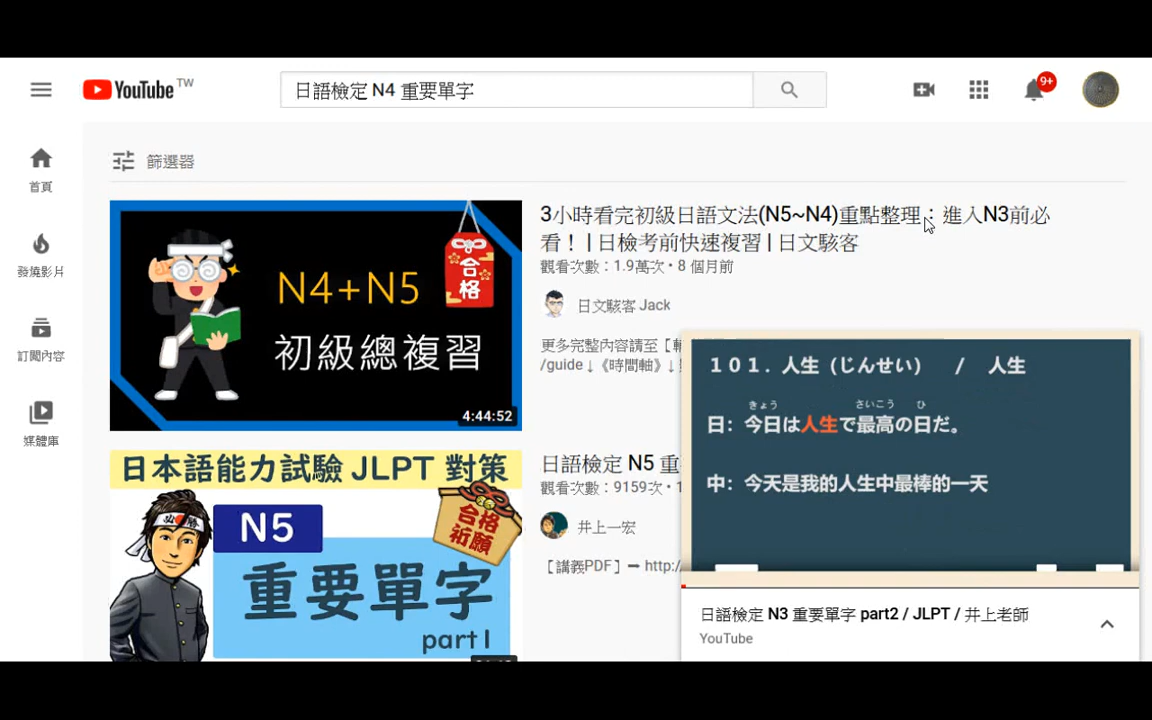 YouTube TW
日語檢定 N4 重要單字
9+
首頁
發燒影片
訂閱內容
媒體庫
篩選器
合格
N4+N5
初級總複習
4:44:52
3小時看完初級日語文法(N5~N4)重點整理：進入N3前必
看！ | 日檢考前快速複習 | 日文駭客
觀看次數：1.9萬次 • 8 個月前
日文駭客 Jack
更多完整內容請至【
/guide ↓《時間軸》↓
日本語能力試驗 JLPT 對策
必勝
N5
合格
祈願
重要單字
part1
日語檢定 N5 重
觀看次數：9159次 •
井上一宏
【講義PDF】➡ http:/
101. 人生（じんせい） / 人生
きょう さいこう ひ
日: 今日は人生で最高の日だ。
中: 今天是我的人生中最棒的一天
日語檢定 N3 重要單字 part2 / JLPT / 井上老師
YouTube